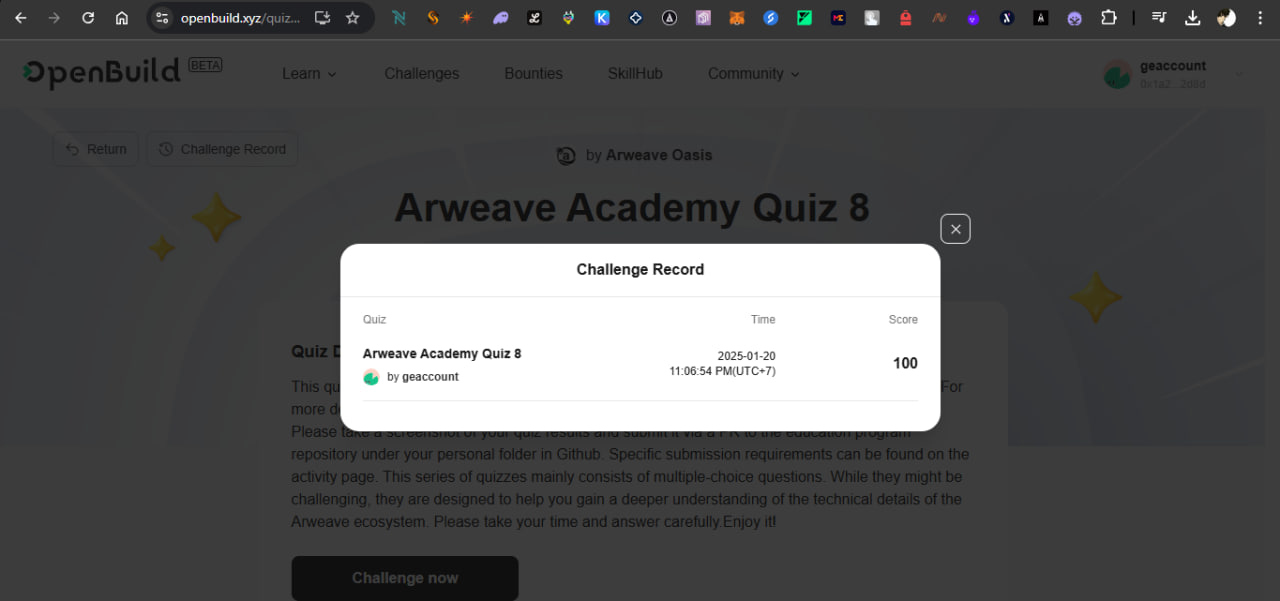 openbuild.xyz/quiz...
OpenBuild BETA
Learn
Challenges
Bounties
SkillHub
Community
geaccount
0x1a2...2d8d
Return
Challenge Record
by Arweave Oasis
Arweave Academy Quiz 8
Challenge Record
Quiz Time Score
Arweave Academy Quiz 8
by geaccount
2025-01-20
11:06:54 PM(UTC+7)
100
Quiz D
This qu
For
more d
Please take a screenshot of your quiz results and submit it via a PR to the education program
repository under your personal folder in Github. Specific submission requirements can be found on the
activity page. This series of quizzes mainly consists of multiple-choice questions. While they might be
challenging, they are designed to help you gain a deeper understanding of the technical details of the
Arweave ecosystem. Please take your time and answer carefully.Enjoy it!
Challenge now